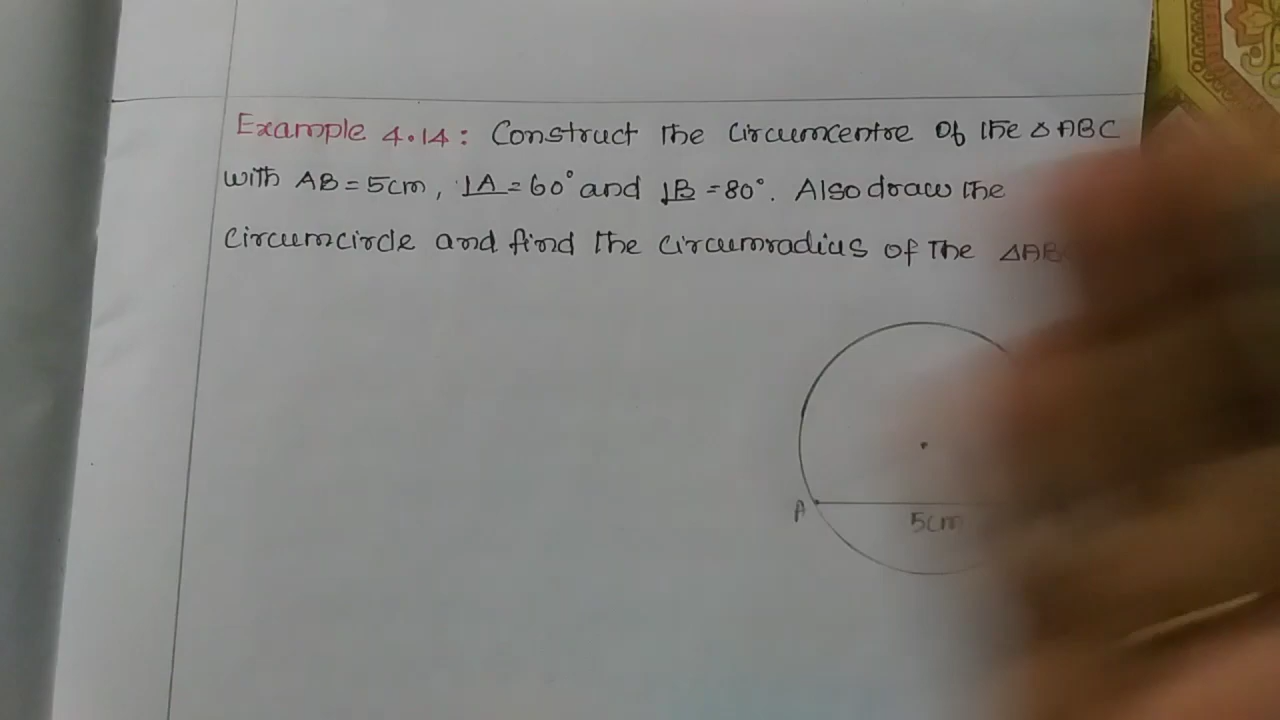 Example 4.14: Construct the circumcentre of the ΔABC
with AB = 5cm, ∠A = 60° and ∠B = 80°. Also draw the
circumcircle and find the circumradius of the
A
5cm